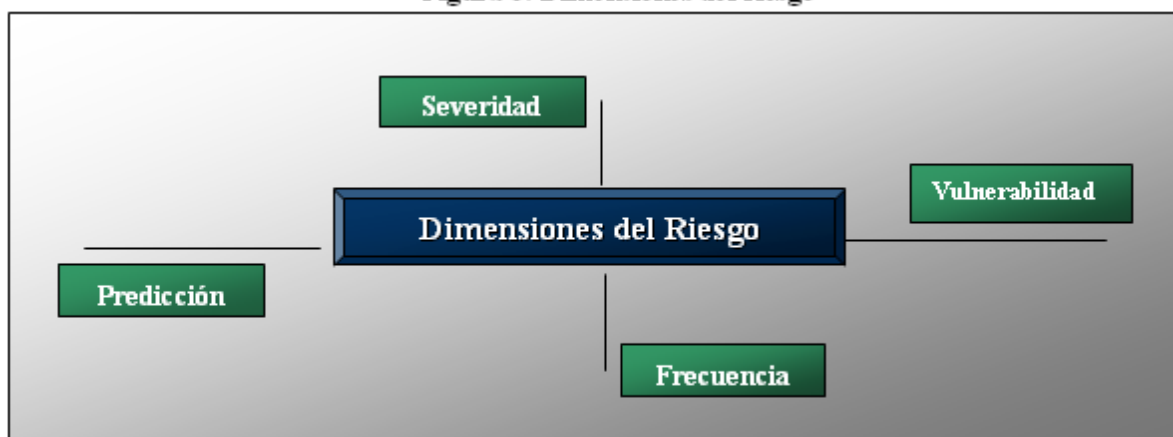 Severidad
Vulnerabilidad
Dimensiones del Riesgo
Predicción
Frecuencia